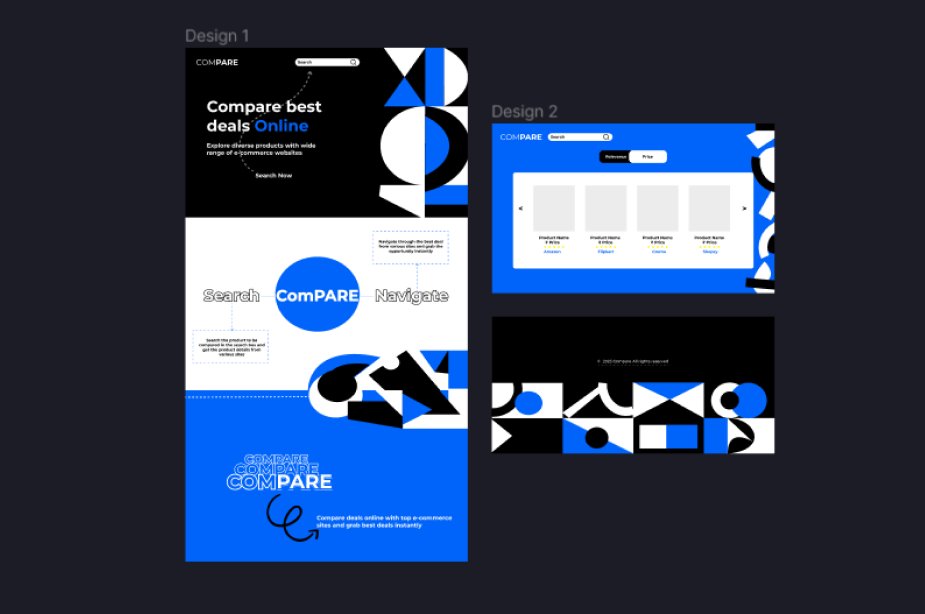 Design 1
COMPARE
Search
Compare best
deals Online
Explore diverse products with wide
range of e-commerce websites
Search Now
Navigate through the best deal
from various sites and grab the
opportunity instantly
Search
ComPARE
Navigate
Search the product to be
compared in the search box and
get the product details from
various sites
COMPARE
COMPARE
COMPARE
Compare deals online with top e-commerce
sites and grab best deals instantly
Design 2
COMPARE
Search
Relevance
Price
<
>
Product Name
₹ Price
Amazon
Product Name
₹ Price
Flipkart
Product Name
₹ Price
Croma
Product Name
₹ Price
© 2023 Compare. All rights reserved